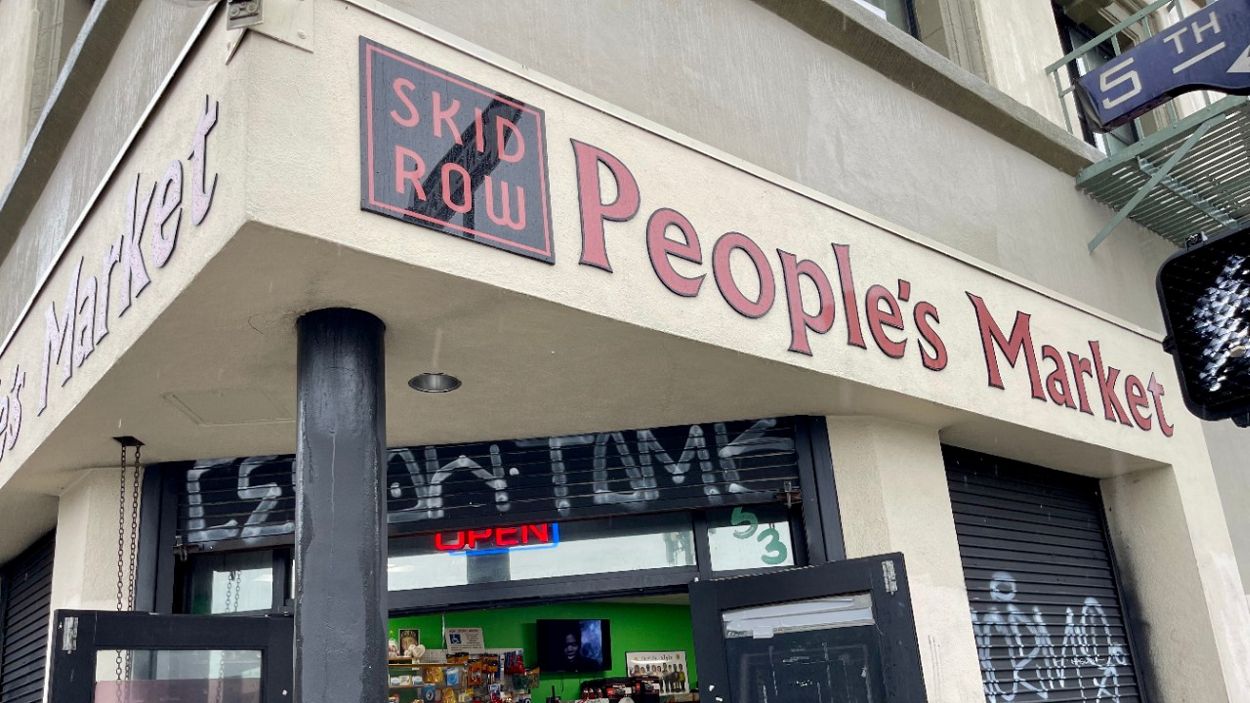 SKID
ROW
People's Market
's Market
5TH
OPEN
53